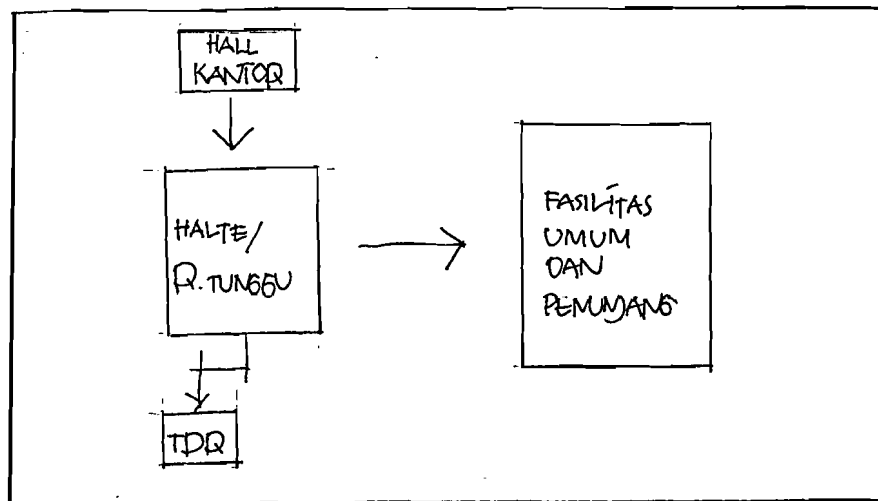 HALL
KANTOR
HALTE/
R. TUNGGU
FASILITAS
UMUM
DAN
PENUNJANG
TDR